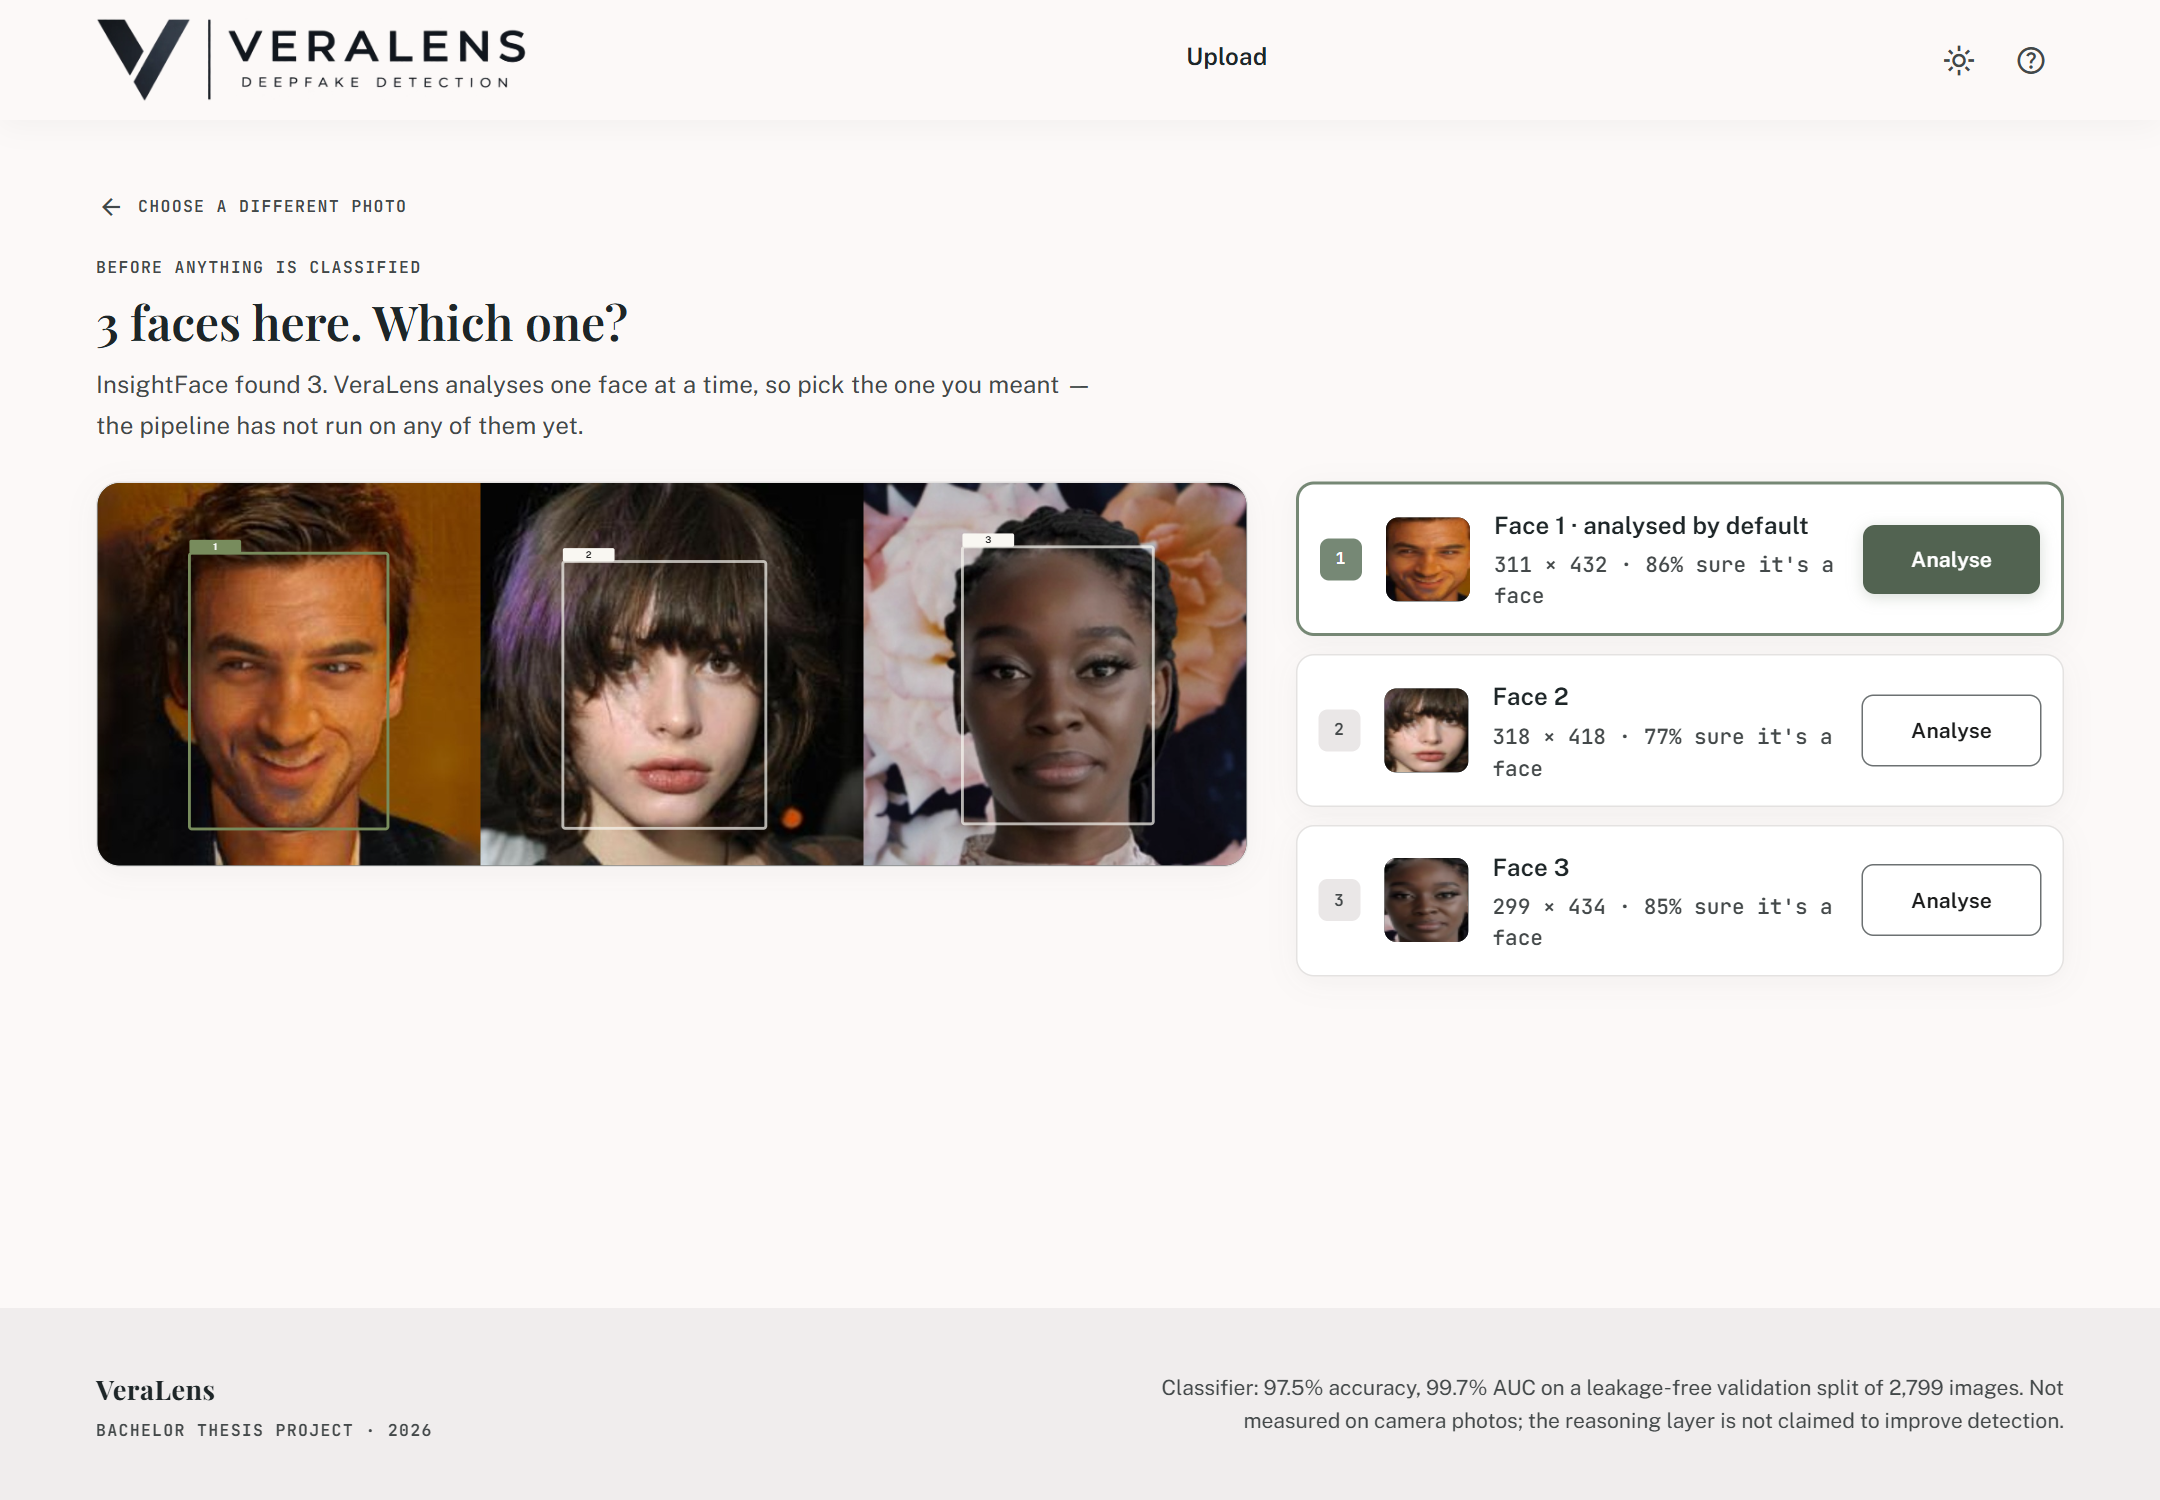 VERALENS
DEEPFAKE DETECTION
Upload
CHOOSE A DIFFERENT PHOTO
BEFORE ANYTHING IS CLASSIFIED
3 faces here. Which one?
InsightFace found 3. VeraLens analyses one face at a time, so pick the one you meant —
the pipeline has not run on any of them yet.
1
2
3
1
Face 1 · analysed by default
311 × 432 · 86% sure it's a
face
Analyse
2
Face 2
318 × 418 · 77% sure it's a
face
Analyse
3
Face 3
299 × 434 · 85% sure it's a
face
Analyse
VeraLens
BACHELOR THESIS PROJECT · 2026
Classifier: 97.5% accuracy, 99.7% AUC on a leakage-free validation split of 2,799 images. Not
measured on camera photos; the reasoning layer is not claimed to improve detection.